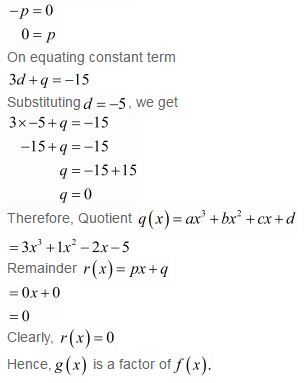 −p = 0
0 = p
On equating constant term
3d + q = −15
Substituting d = −5, we get
3 × −5 + q = −15
−15 + q = −15
q = −15 + 15
q = 0
Therefore, Quotient q(x) = ax³ + bx² + cx + d
= 3x³ + 1x² − 2x − 5
Remainder r(x) = px + q
= 0x + 0
= 0
Clearly, r(x) = 0
Hence, g(x) is a factor of f(x).